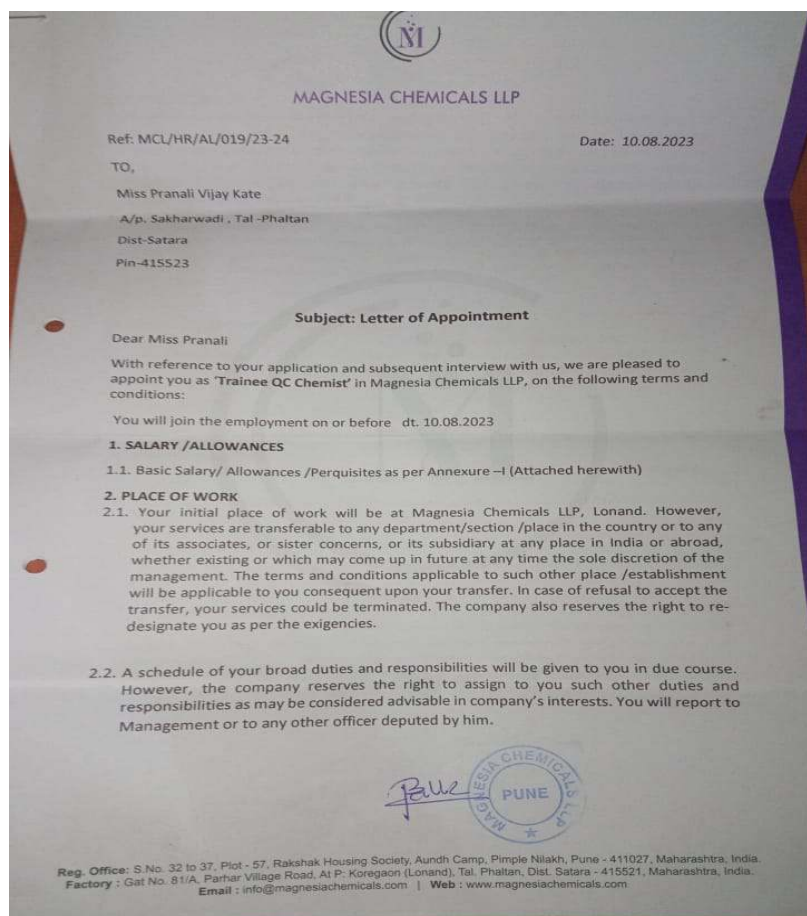 M
MAGNESIA CHEMICALS LLP
Ref: MCL/HR/AL/019/23-24 Date: 10.08.2023
TO,
Miss Pranali Vijay Kate
A/p. Sakharwadi , Tal -Phaltan
Dist-Satara
Pin-415523
Subject: Letter of Appointment
Dear Miss Pranali
With reference to your application and subsequent interview with us, we are pleased to
appoint you as 'Trainee QC Chemist' in Magnesia Chemicals LLP, on the following terms and
conditions:
You will join the employment on or before dt. 10.08.2023
1. SALARY /ALLOWANCES
1.1. Basic Salary/ Allowances /Perquisites as per Annexure –I (Attached herewith)
2. PLACE OF WORK
2.1. Your initial place of work will be at Magnesia Chemicals LLP, Lonand. However,
your services are transferable to any department/section /place in the country or to any
of its associates, or sister concerns, or its subsidiary at any place in India or abroad,
whether existing or which may come up in future at any time the sole discretion of the
management. The terms and conditions applicable to such other place /establishment
will be applicable to you consequent upon your transfer. In case of refusal to accept the
transfer, your services could be terminated. The company also reserves the right to re-
designate you as per the exigencies.
2.2. A schedule of your broad duties and responsibilities will be given to you in due course.
However, the company reserves the right to assign to you such other duties and
responsibilities as may be considered advisable in company's interests. You will report to
Management or to any other officer deputed by him.
MAGNESIA CHEMICALS LLP
PUNE
Reg. Office: S.No. 32 to 37, Plot - 57, Rakshak Housing Society, Aundh Camp, Pimple Nilakh, Pune - 411027, Maharashtra, India.
Factory : Gat No. 81/A, Parhar Village Road, At P: Koregaon (Lonand), Tal. Phaltan, Dist. Satara - 415521, Maharashtra, India.
Email : info@magnesiachemicals.com | Web : www.magnesiachemicals.com